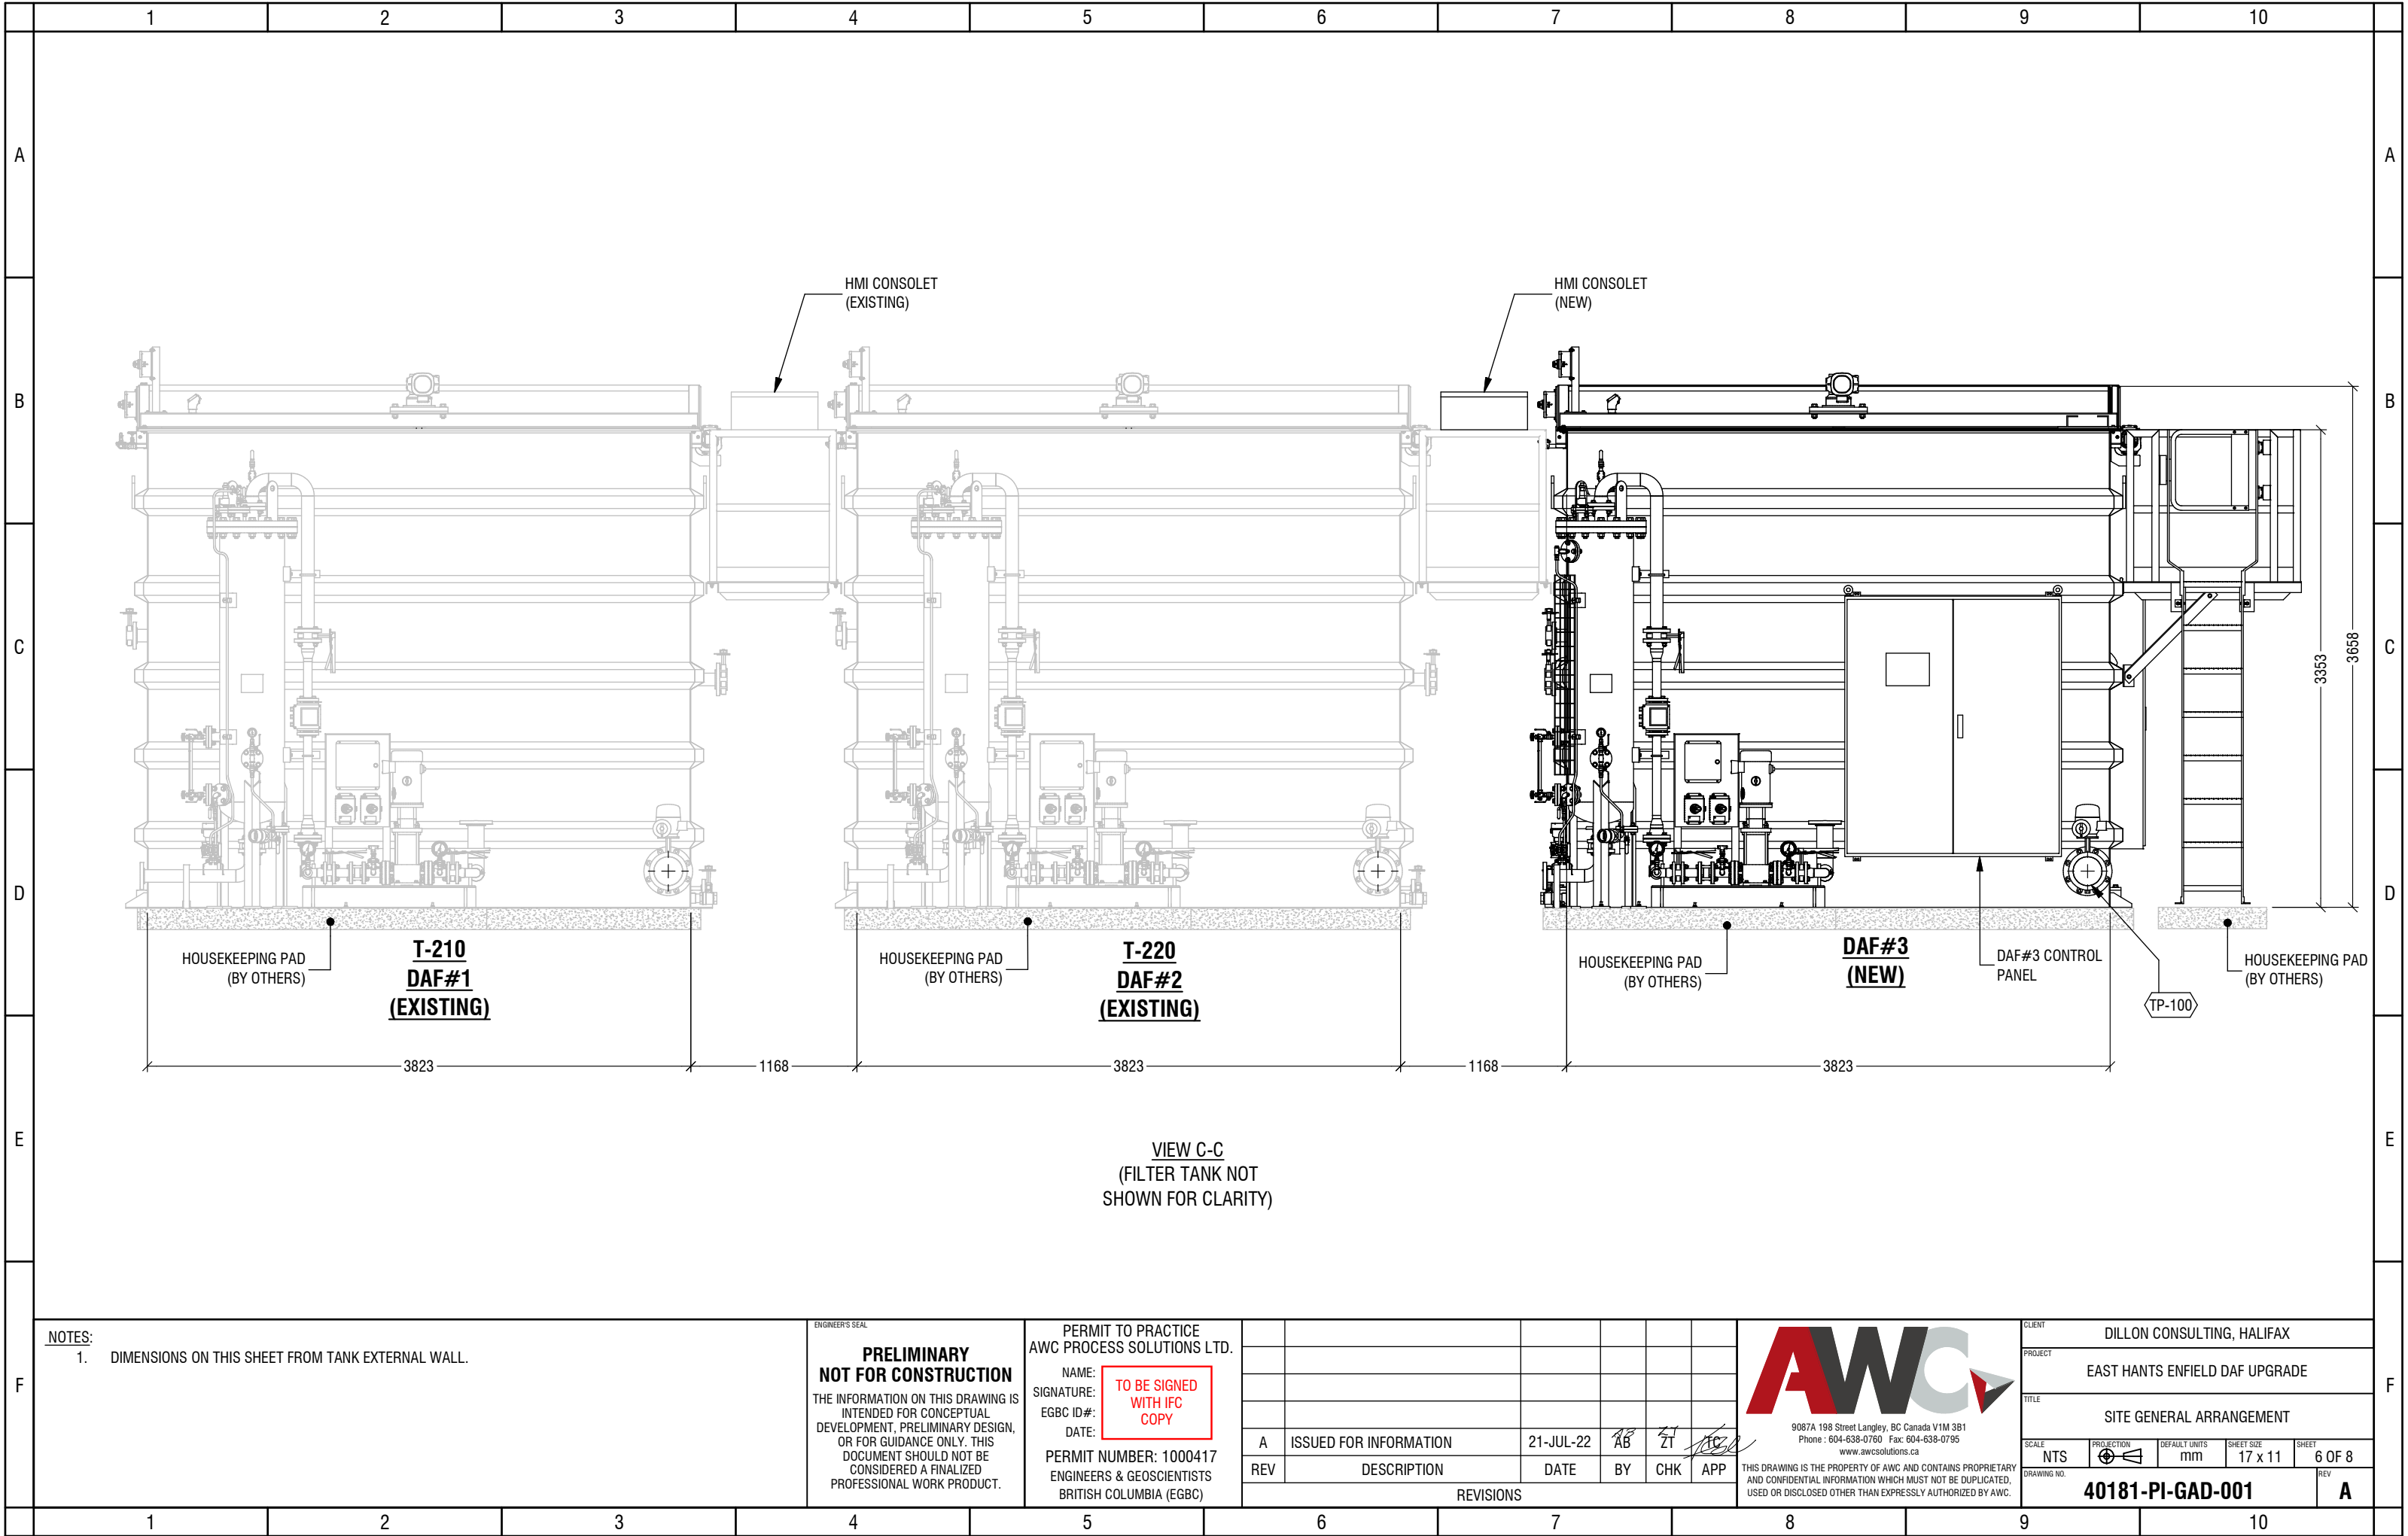 1 2 3 4 5 6 7 8 9 10
A A
HMI CONSOLET
(EXISTING)
HMI CONSOLET
(NEW)
B B
C C
3353
3658
D D
HOUSEKEEPING PAD
(BY OTHERS)
T-210
DAF#1
(EXISTING)
HOUSEKEEPING PAD
(BY OTHERS)
T-220
DAF#2
(EXISTING)
HOUSEKEEPING PAD
(BY OTHERS)
DAF#3
(NEW)
DAF#3 CONTROL
PANEL
TP-100
HOUSEKEEPING PAD
(BY OTHERS)
3823 1168 3823 1168 3823
E E
VIEW C-C
(FILTER TANK NOT
SHOWN FOR CLARITY)
F F
NOTES:
1. DIMENSIONS ON THIS SHEET FROM TANK EXTERNAL WALL.
ENGINEER'S SEAL
PRELIMINARY
NOT FOR CONSTRUCTION
THE INFORMATION ON THIS DRAWING IS
INTENDED FOR CONCEPTUAL
DEVELOPMENT, PRELIMINARY DESIGN,
OR FOR GUIDANCE ONLY. THIS
DOCUMENT SHOULD NOT BE
CONSIDERED A FINALIZED
PROFESSIONAL WORK PRODUCT.
PERMIT TO PRACTICE
AWC PROCESS SOLUTIONS LTD.
NAME:
SIGNATURE:
EGBC ID#:
DATE:
TO BE SIGNED
WITH IFC
COPY
PERMIT NUMBER: 1000417
ENGINEERS & GEOSCIENTISTS
BRITISH COLUMBIA (EGBC)
A ISSUED FOR INFORMATION 21-JUL-22 AB ZT TC
REV DESCRIPTION DATE BY CHK APP
REVISIONS
AWC
9087A 198 Street Langley, BC Canada V1M 3B1
Phone : 604-638-0760 Fax: 604-638-0795
www.awcsolutions.ca
THIS DRAWING IS THE PROPERTY OF AWC AND CONTAINS PROPRIETARY
AND CONFIDENTIAL INFORMATION WHICH MUST NOT BE DUPLICATED,
USED OR DISCLOSED OTHER THAN EXPRESSLY AUTHORIZED BY AWC.
CLIENT
DILLON CONSULTING, HALIFAX
PROJECT
EAST HANTS ENFIELD DAF UPGRADE
TITLE
SITE GENERAL ARRANGEMENT
SCALE PROJECTION DEFAULT UNITS SHEET SIZE SHEET
NTS mm 17 x 11 6 OF 8
DRAWING NO. REV
40181-PI-GAD-001 A
1 2 3 4 5 6 7 8 9 10